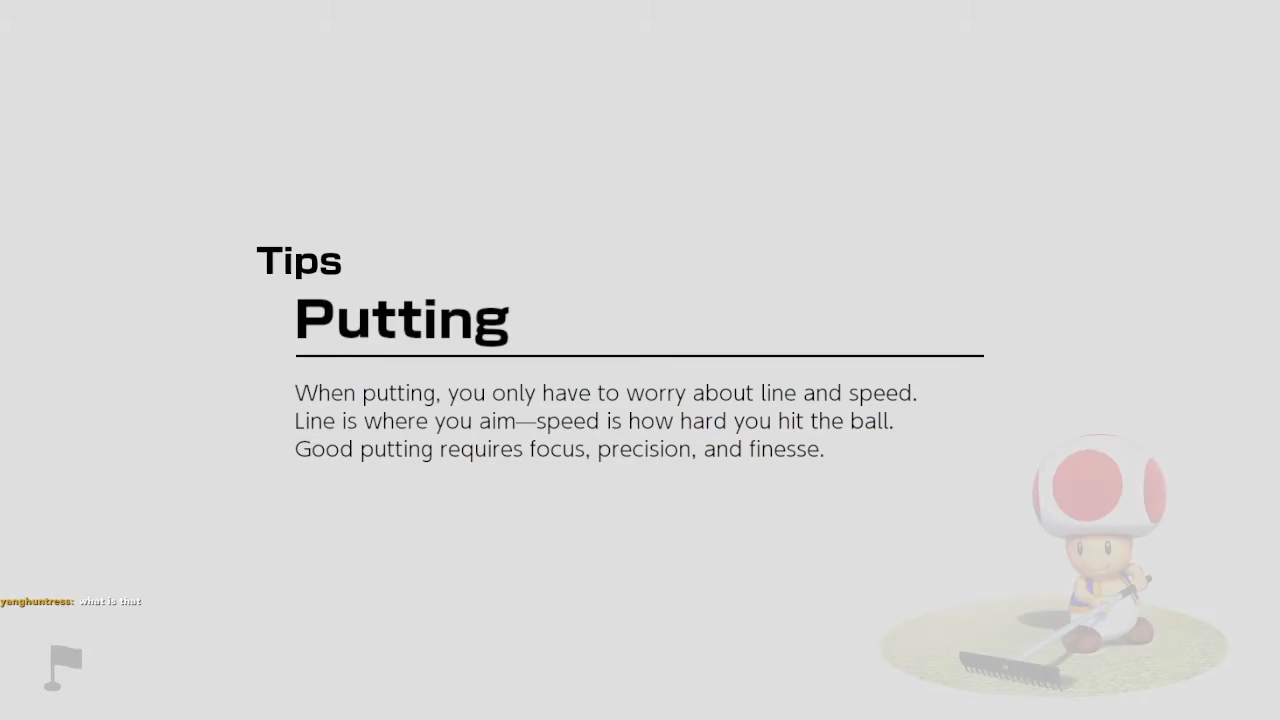 Tips
Putting
When putting, you only have to worry about line and speed.
Line is where you aim—speed is how hard you hit the ball.
Good putting requires focus, precision, and finesse.
yanghuntress: what is that